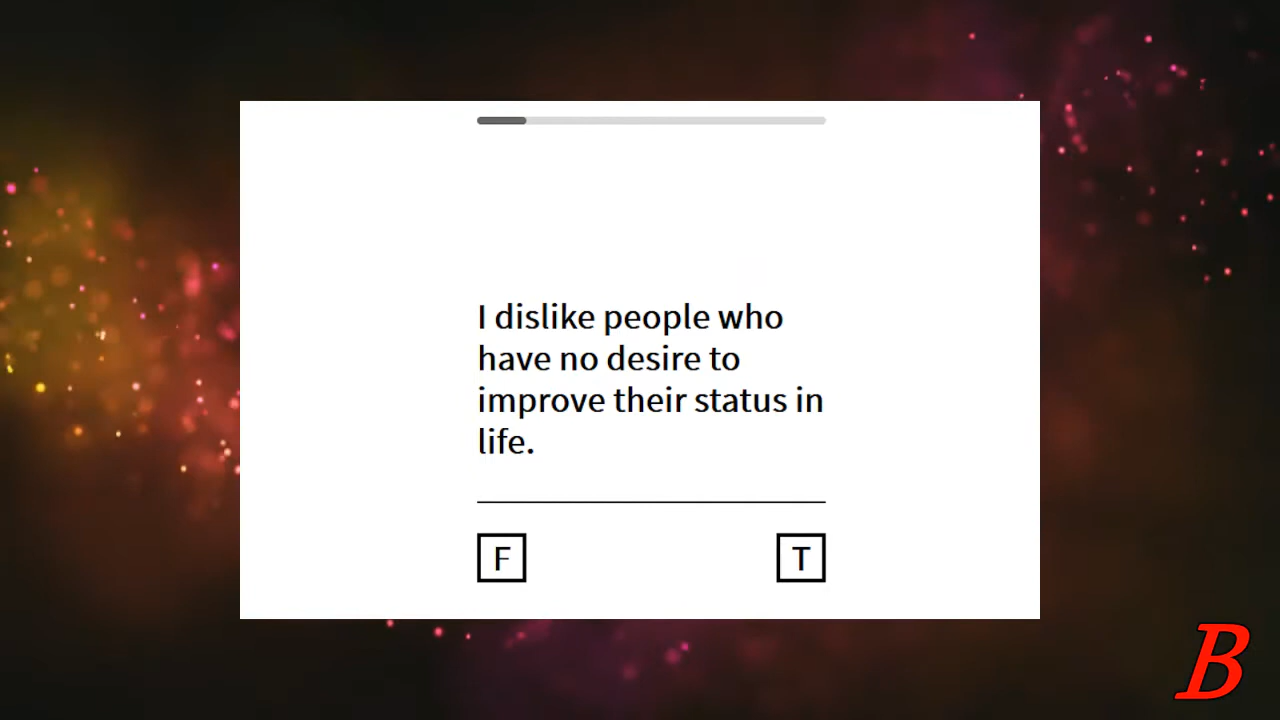 I dislike people who
have no desire to
improve their status in
life.
F T
B